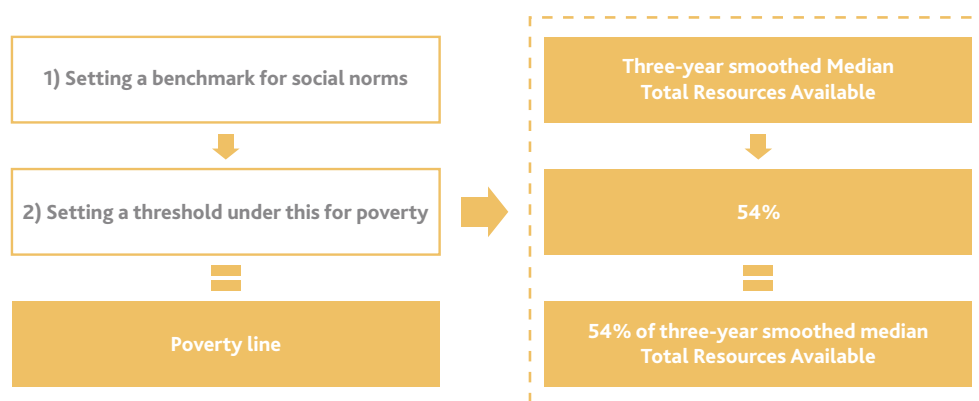 1) Setting a benchmark for social norms
2) Setting a threshold under this for poverty
Poverty line
Three-year smoothed Median
Total Resources Available
54%
54% of three-year smoothed median
Total Resources Available